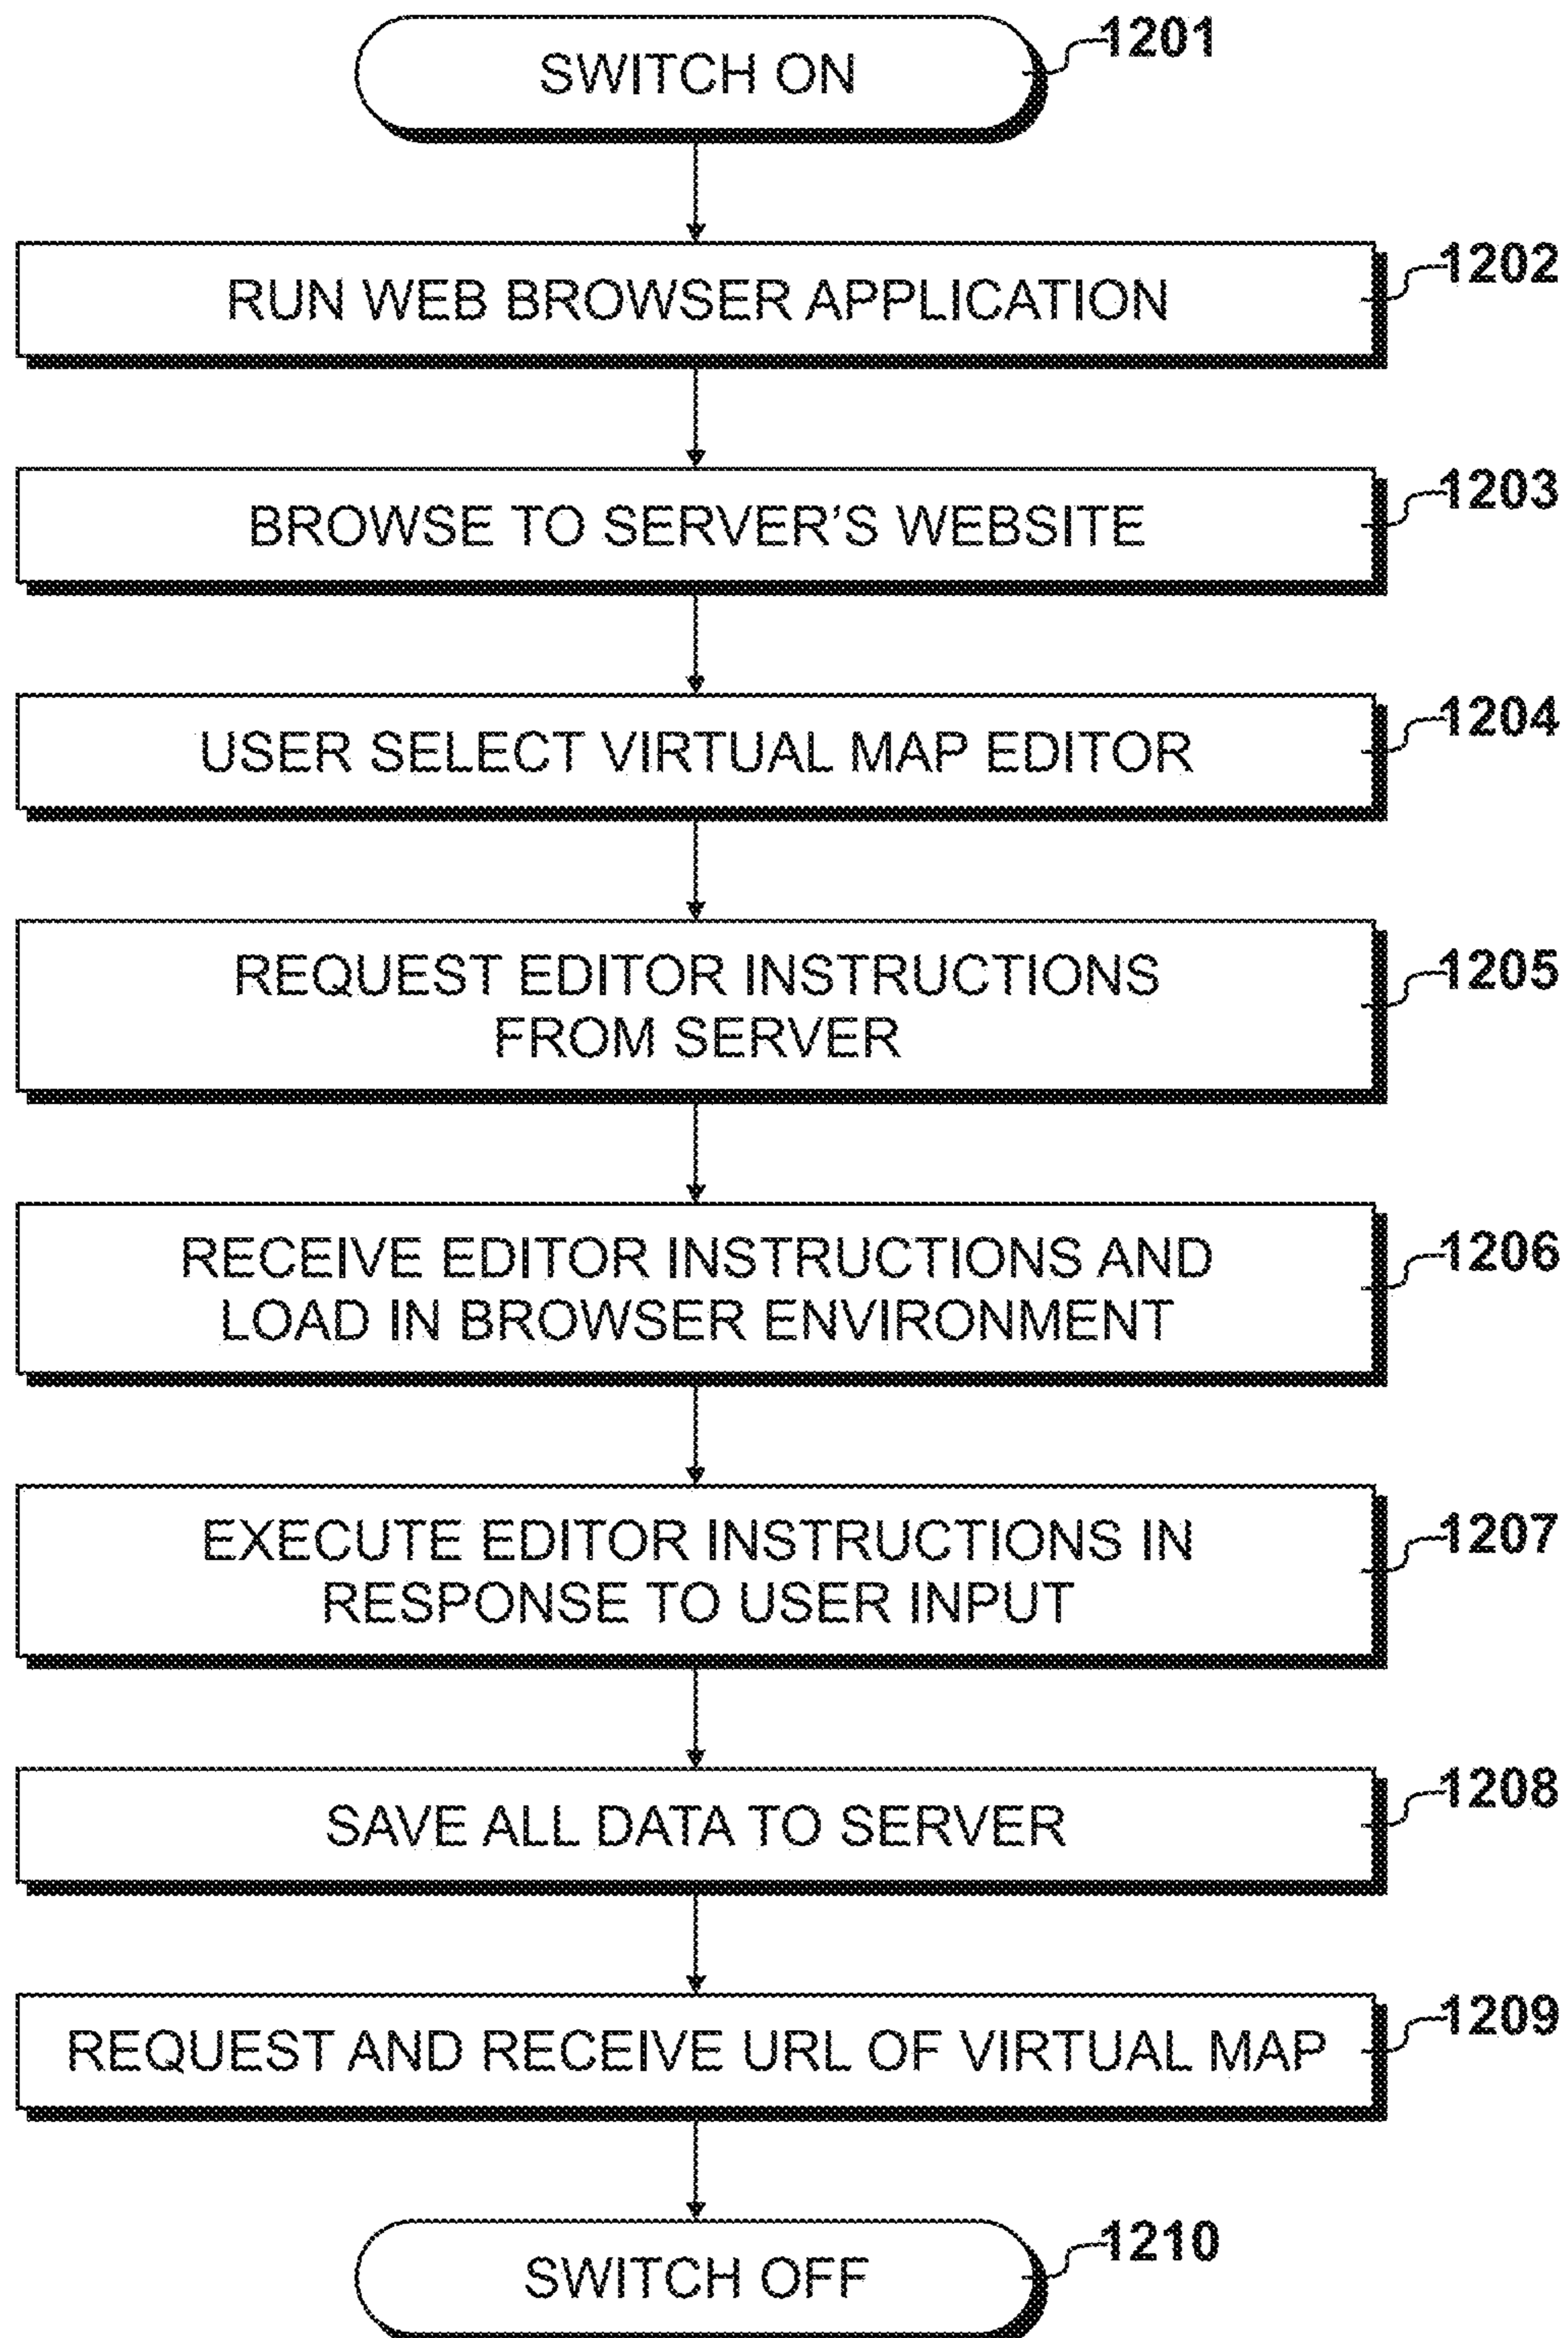 SWITCH ON
1201
RUN WEB BROWSER APPLICATION
1202
BROWSE TO SERVER'S WEBSITE
1203
USER SELECT VIRTUAL MAP EDITOR
1204
REQUEST EDITOR INSTRUCTIONS
FROM SERVER
1205
RECEIVE EDITOR INSTRUCTIONS AND
LOAD IN BROWSER ENVIRONMENT
1206
EXECUTE EDITOR INSTRUCTIONS IN
RESPONSE TO USER INPUT
1207
SAVE ALL DATA TO SERVER
1208
REQUEST AND RECEIVE URL OF VIRTUAL MAP
1209
SWITCH OFF
1210